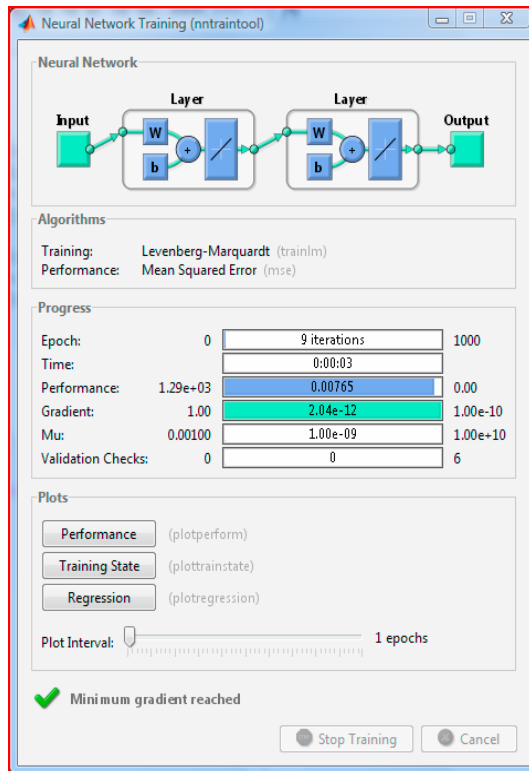 Neural Network Training (nntraintool)
Neural Network
Layer Layer
Input Output
W W
+ +
b b
Algorithms
Training: Levenberg-Marquardt (trainlm)
Performance: Mean Squared Error (mse)
Progress
Epoch: 0 9 iterations 1000
Time: 0:00:03
Performance: 1.29e+03 0.00765 0.00
Gradient: 1.00 2.04e-12 1.00e-10
Mu: 0.00100 1.00e-09 1.00e+10
Validation Checks: 0 0 6
Plots
Performance (plotperform)
Training State (plottrainstate)
Regression (plotregression)
Plot Interval: 1 epochs
Minimum gradient reached
Stop Training Cancel